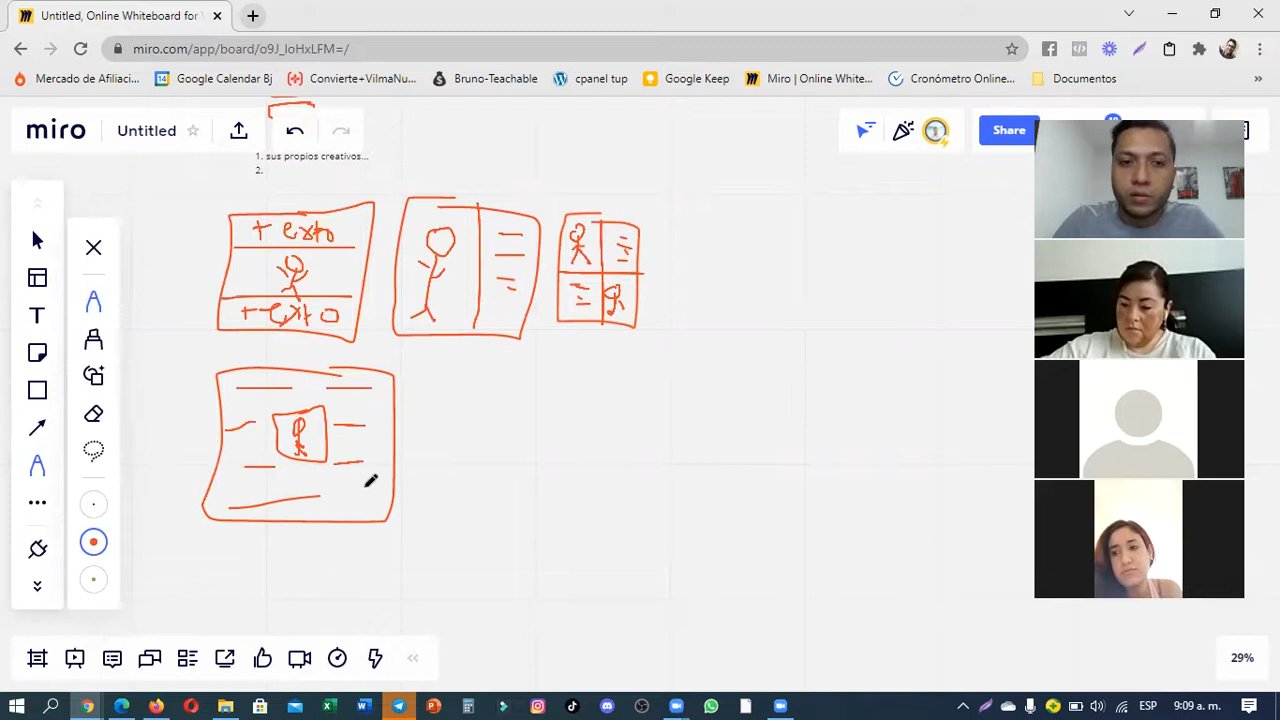 Untitled, Online Whiteboard for
miro.com/app/board/o9J_loHxLFM=/
Mercado de Afiliaci...
Google Calendar Bj
Convierte+VilmaNu...
Bruno-Teachable
cpanel tup
Google Keep
Miro | Online White...
Cronómetro Online...
Documentos
»
miro
Untitled
Share
1. sus propios creativos...
2.
texto
texto
29%
ESP
9:09 a. m.